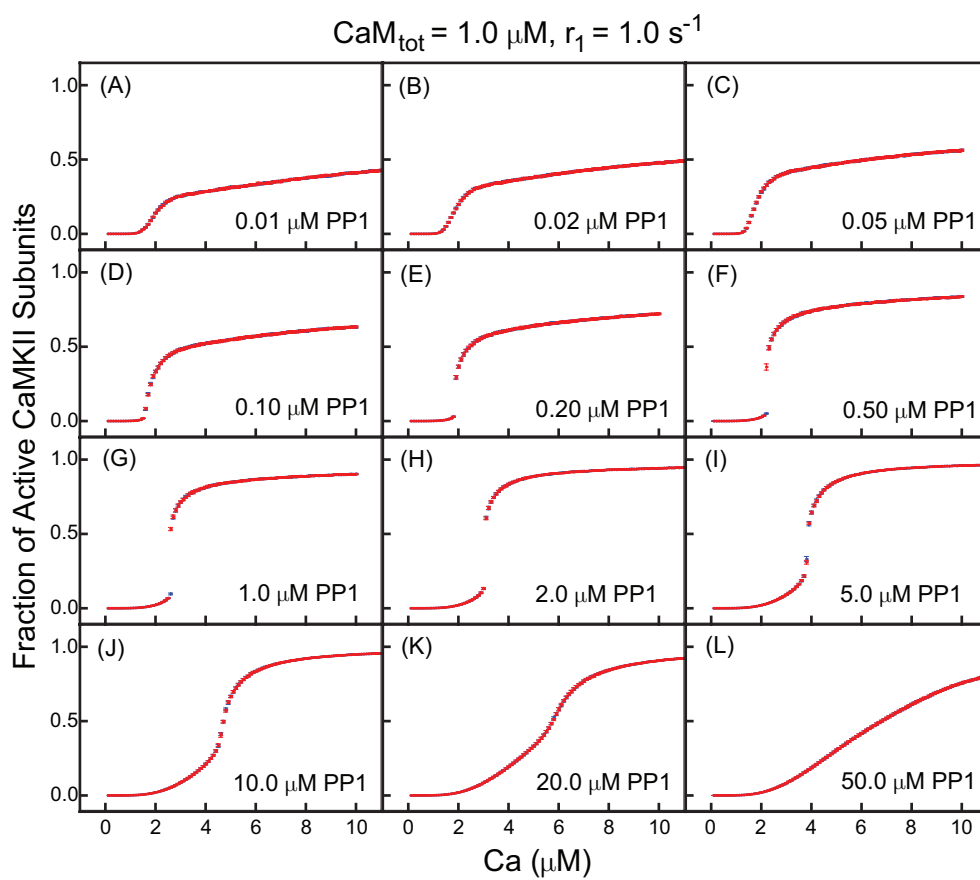 CaM_tot = 1.0 μM, r_1 = 1.0 s^-1
Fraction of Active CaMKII Subunits
(A)
0.01 μM PP1
(B)
0.02 μM PP1
(C)
0.05 μM PP1
1.0
0.5
0.0
(D)
0.10 μM PP1
(E)
0.20 μM PP1
(F)
0.50 μM PP1
1.0
0.5
0.0
(G)
1.0 μM PP1
(H)
2.0 μM PP1
(I)
5.0 μM PP1
1.0
0.5
0.0
(J)
10.0 μM PP1
(K)
20.0 μM PP1
(L)
50.0 μM PP1
1.0
0.5
0.0
0 2 4 6 8 10
0 2 4 6 8 10
0 2 4 6 8 10
Ca (μM)